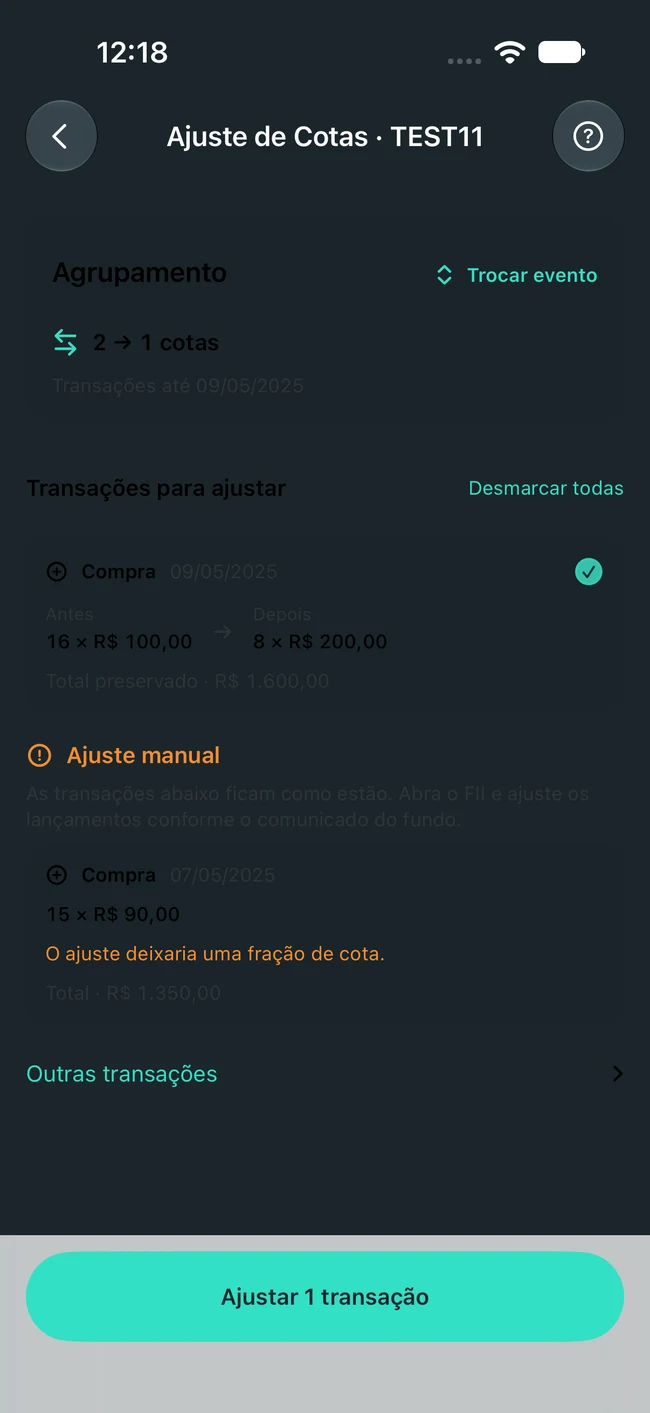 12:18
Ajuste de Cotas · TEST11
Agrupamento
Trocar evento
2 → 1 cotas
Transações até 09/05/2025
Transações para ajustar
Desmarcar todas
Compra 09/05/2025
Antes
Depois
16 × R$ 100,00 → 8 × R$ 200,00
Total preservado · R$ 1.600,00
Ajuste manual
As transações abaixo ficam como estão. Abra o FII e ajuste os
lançamentos conforme o comunicado do fundo.
Compra 07/05/2025
15 × R$ 90,00
O ajuste deixaria uma fração de cota.
Total · R$ 1.350,00
Outras transações
Ajustar 1 transação